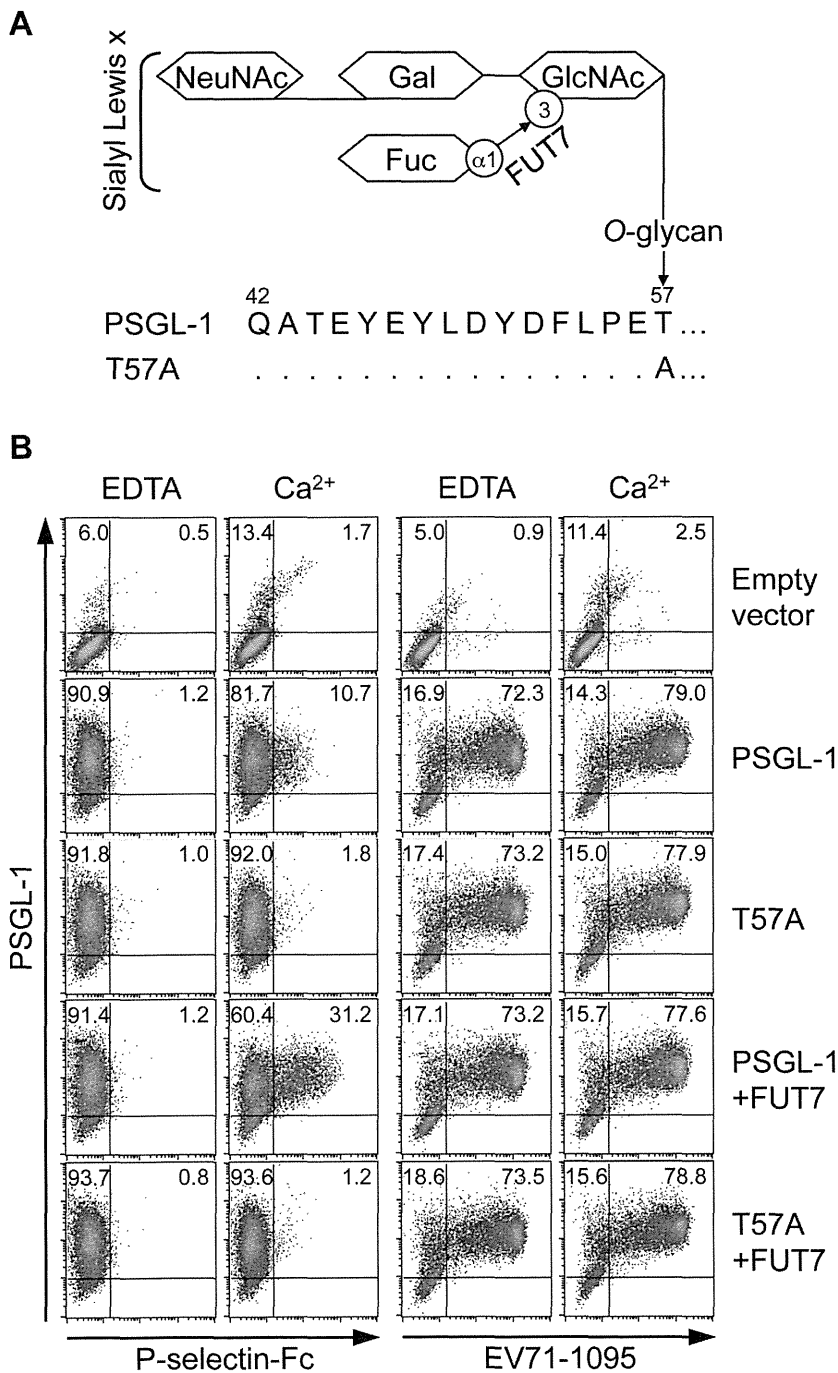 A
Sialyl Lewis x
NeuNAc Gal GlcNAc
3
Fuc α1 FUT7
O-glycan
42 57
PSGL-1 Q A T E Y E Y L D Y D F L P E T ...
T57A . . . . . . . . . . . . . . . A ...
B
EDTA Ca²⁺ EDTA Ca²⁺
6.0 0.5 13.4 1.7 5.0 0.9 11.4 2.5
Empty
vector
90.9 1.2 81.7 10.7 16.9 72.3 14.3 79.0
PSGL-1
91.8 1.0 92.0 1.8 17.4 73.2 15.0 77.9
T57A
91.4 1.2 60.4 31.2 17.1 73.2 15.7 77.6
PSGL-1
+FUT7
93.7 0.8 93.6 1.2 18.6 73.5 15.6 78.8
T57A
+FUT7
PSGL-1
P-selectin-Fc EV71-1095